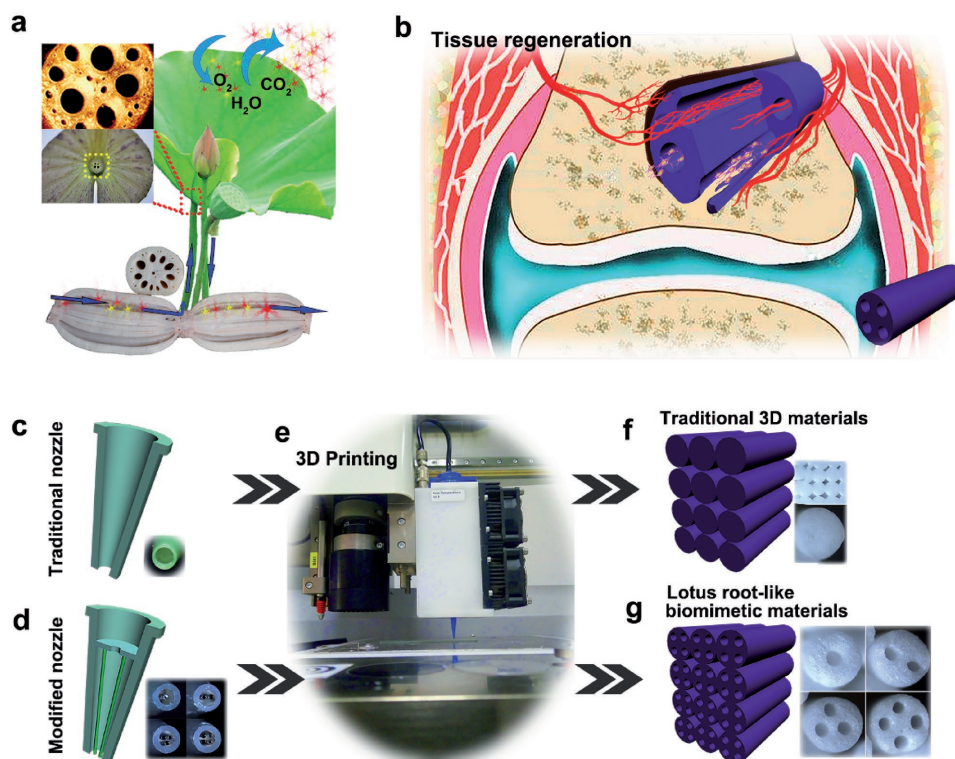 a
O2
H2O
CO2
b
Tissue regeneration
c
Traditional nozzle
d
Modified nozzle
e
3D Printing
f
Traditional 3D materials
g
Lotus root-like
biomimetic materials